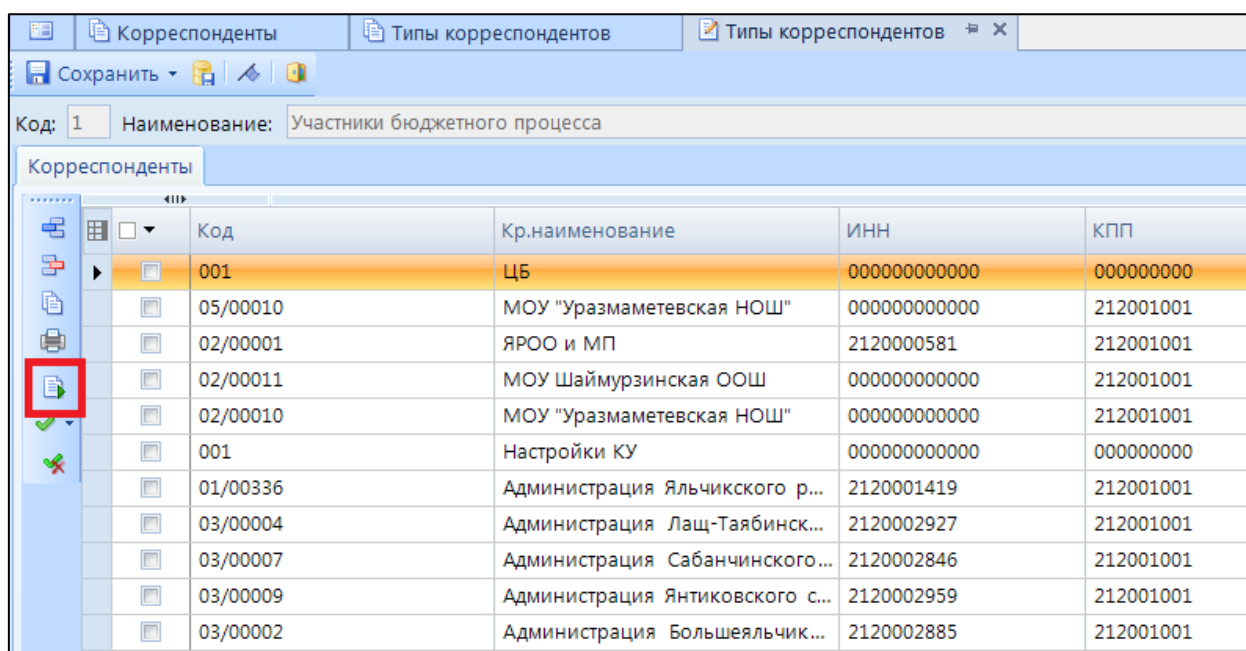 Корреспонденты Типы корреспондентов Типы корреспондентов
Сохранить
Код: 1 Наименование: Участники бюджетного процесса
Корреспонденты
Код Кр.наименование ИНН КПП
001 ЦБ 000000000000 000000000
05/00010 МОУ "Уразмаметевская НОШ" 000000000000 212001001
02/00001 ЯРОО и МП 2120000581 212001001
02/00011 МОУ Шаймурзинская ООШ 000000000000 212001001
02/00010 МОУ "Уразмаметевская НОШ" 000000000000 212001001
001 Настройки КУ 000000000000 000000000
01/00336 Администрация Яльчикского р... 2120001419 212001001
03/00004 Администрация Лащ-Таябинск... 2120002927 212001001
03/00007 Администрация Сабанчинского... 2120002846 212001001
03/00009 Администрация Янтиковского с... 2120002959 212001001
03/00002 Администрация Большеяльчик... 2120002885 212001001